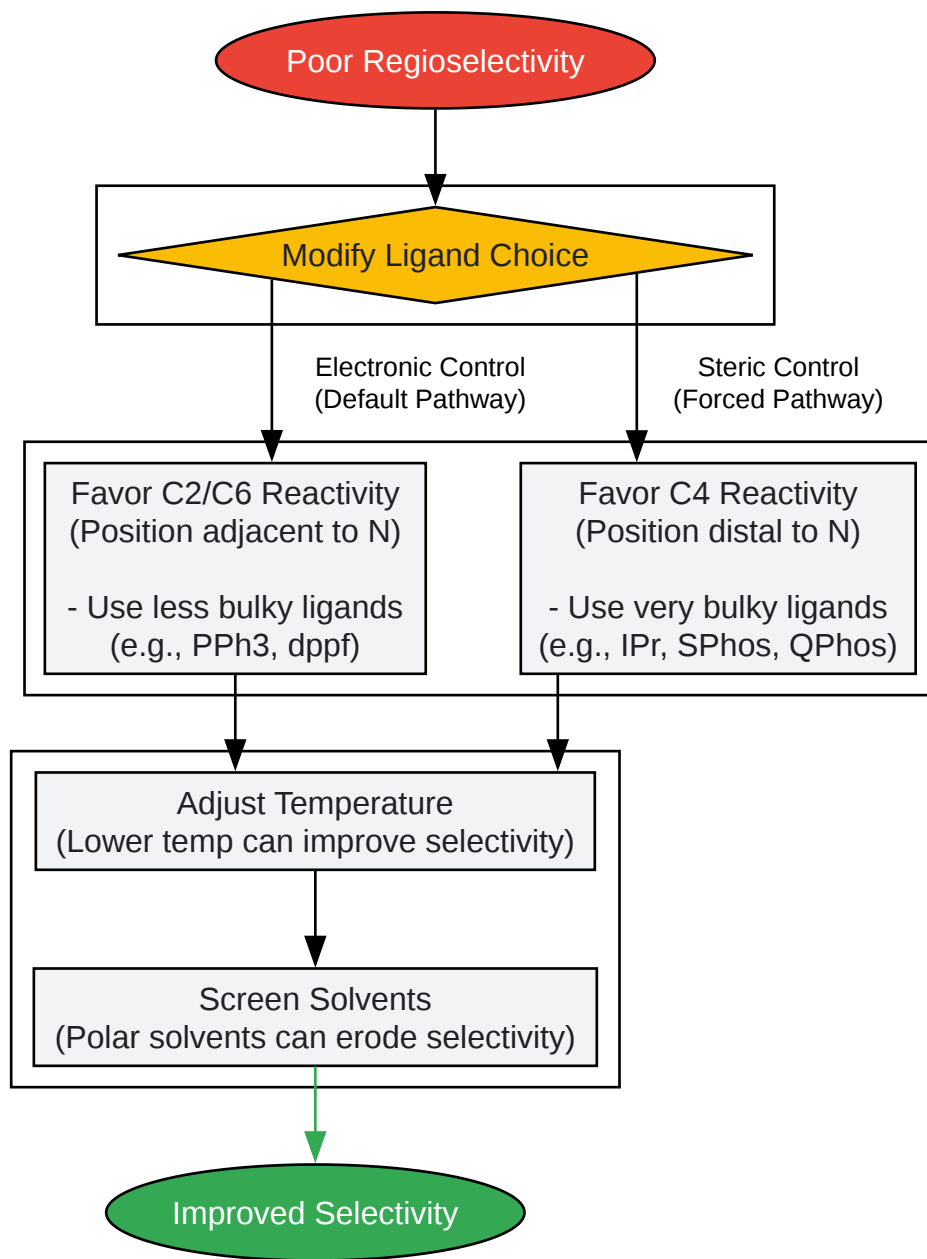 Poor Regioselectivity
Modify Ligand Choice
Electronic Control
(Default Pathway)
Steric Control
(Forced Pathway)
Favor C2/C6 Reactivity
(Position adjacent to N)
- Use less bulky ligands
(e.g., PPh3, dppf)
Favor C4 Reactivity
(Position distal to N)
- Use very bulky ligands
(e.g., IPr, SPhos, QPhos)
Adjust Temperature
(Lower temp can improve selectivity)
Screen Solvents
(Polar solvents can erode selectivity)
Improved Selectivity